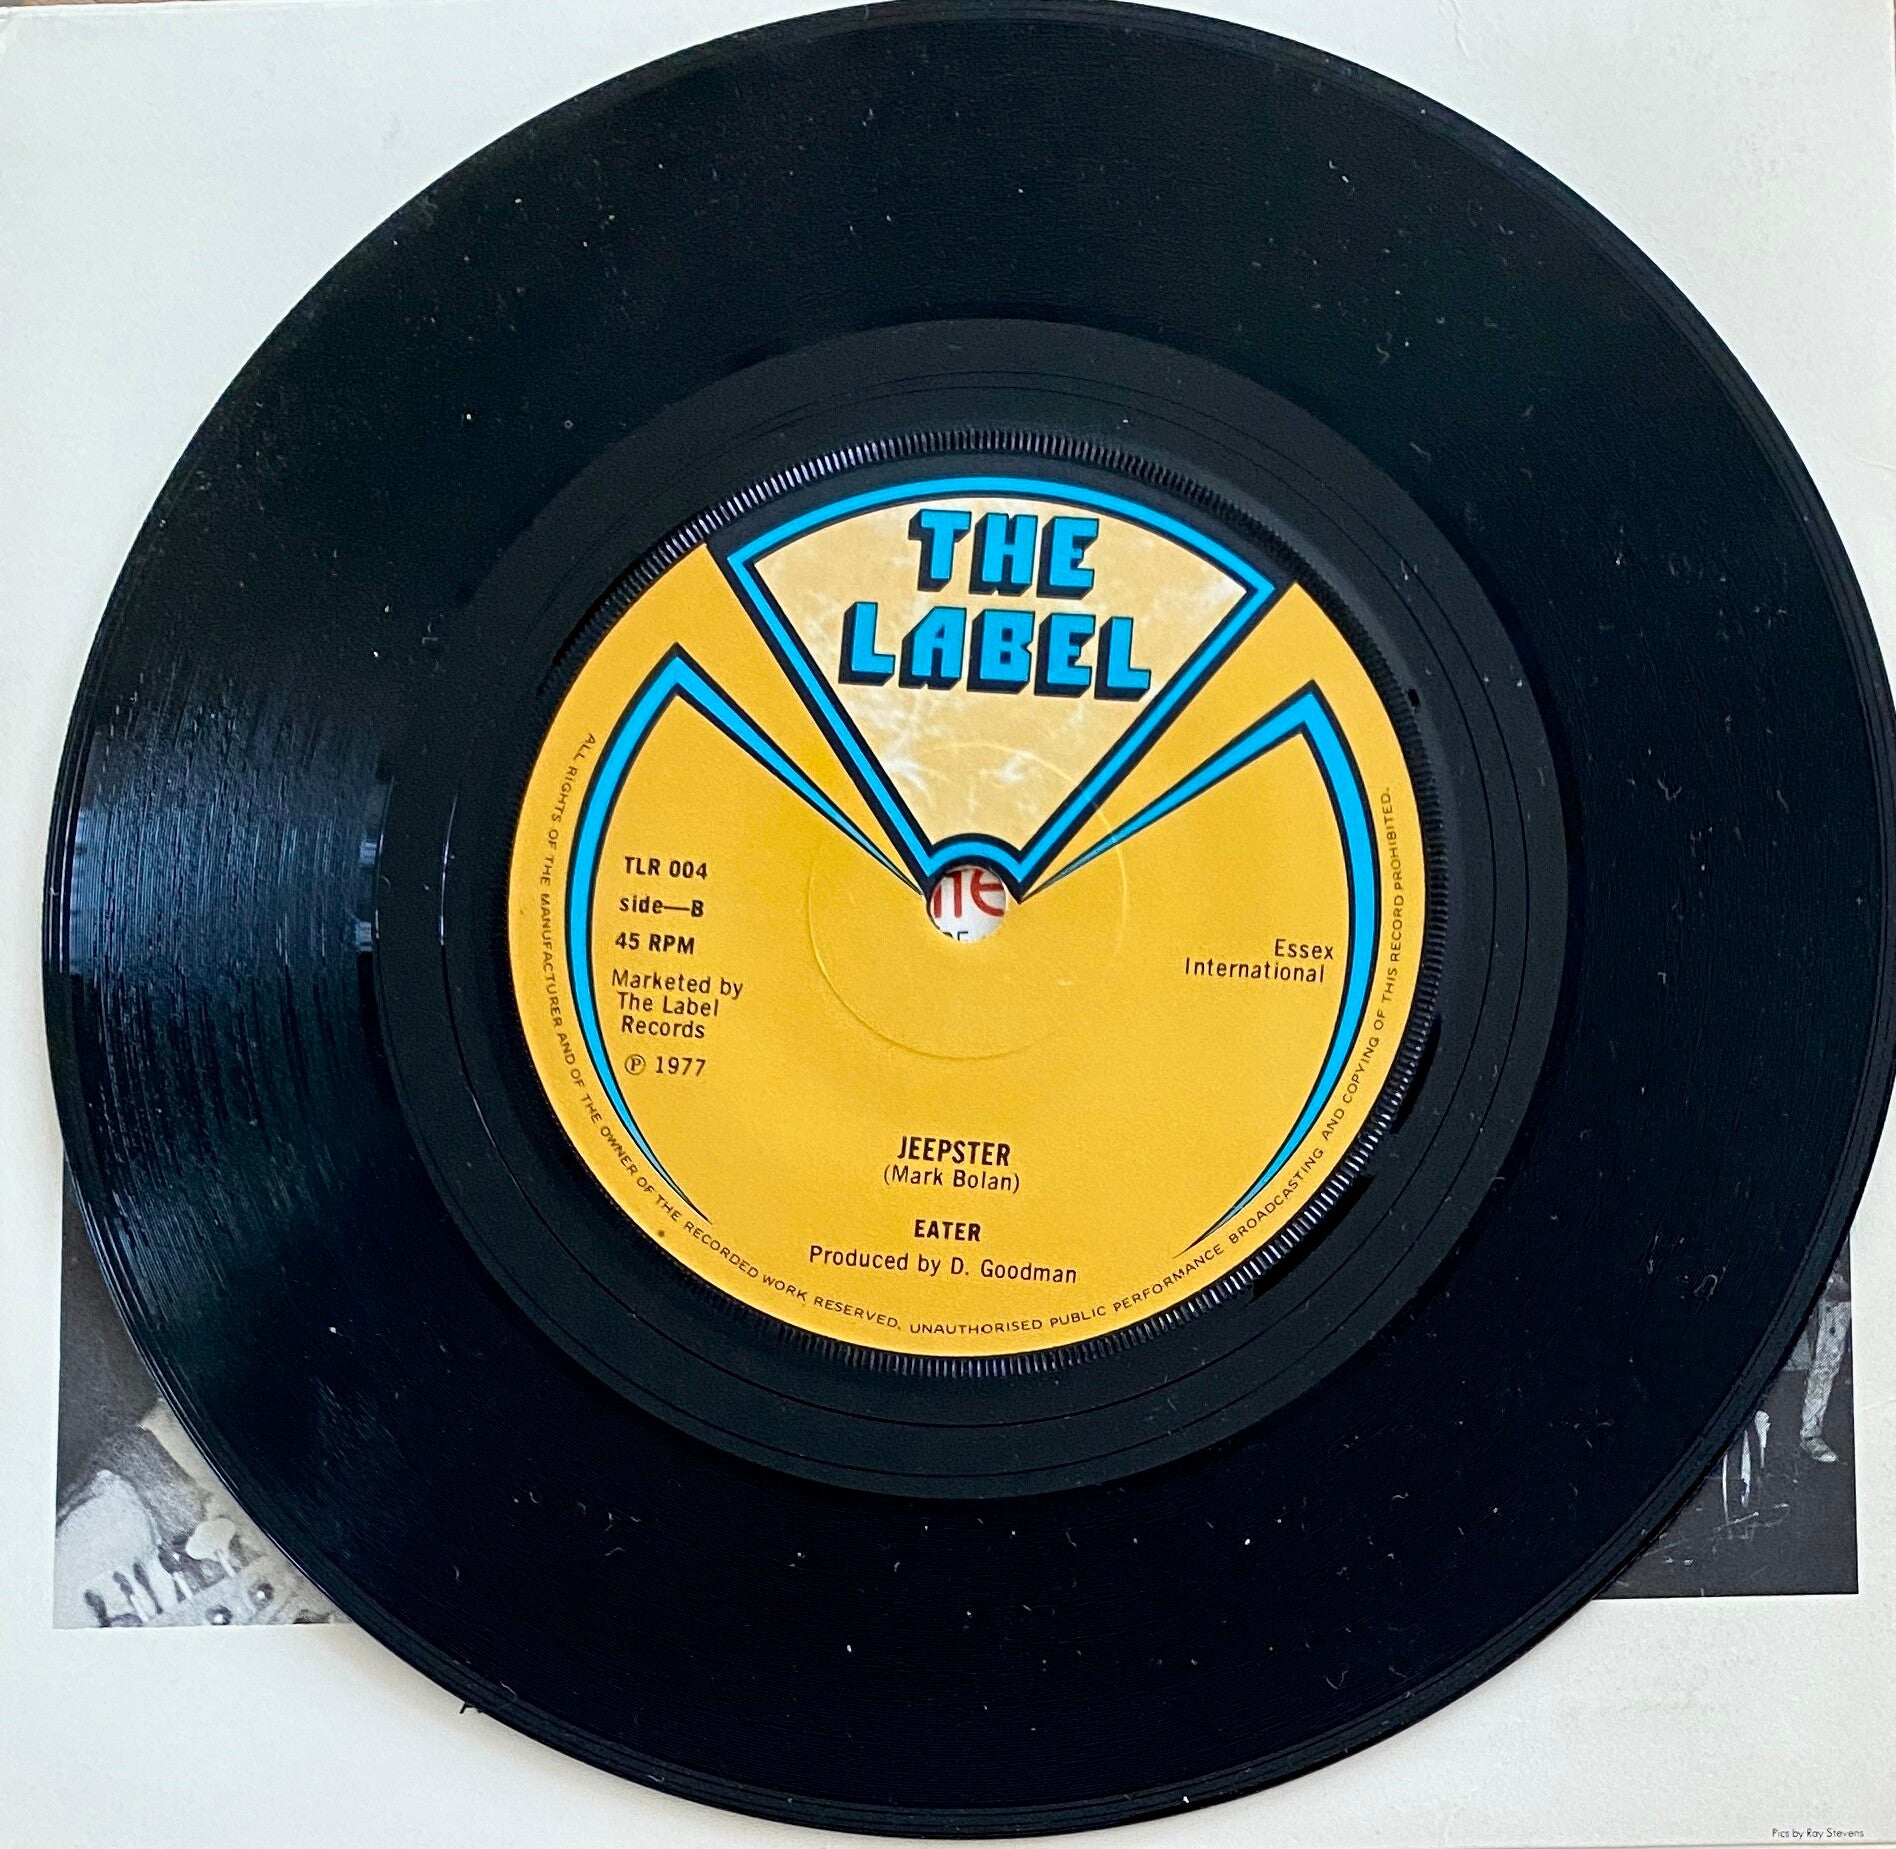 THE
LABEL
TLR 004
side—B
45 RPM
Marketed by
The Label
Records
℗ 1977
Essex
International
JEEPSTER
(Mark Bolan)
EATER
Produced by D. Goodman
ALL RIGHTS OF THE MANUFACTURER AND OF THE OWNER OF THE RECORDED WORK RESERVED. UNAUTHORISED PUBLIC PERFORMANCE BROADCASTING AND COPYING OF THIS RECORD PROHIBITED.
Pics by Ray Stevens